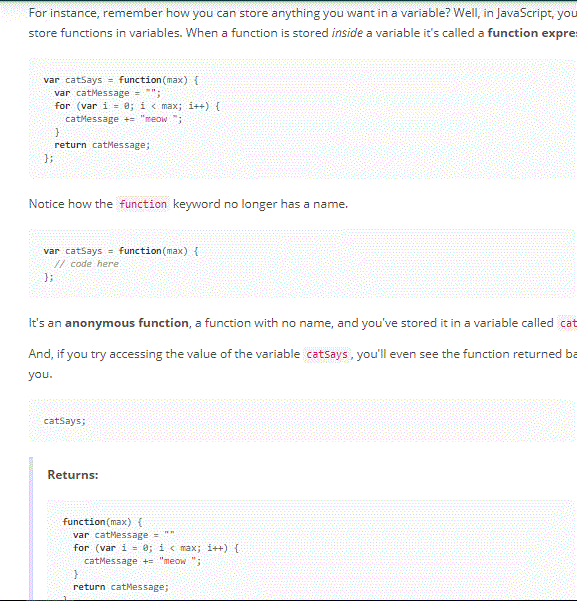 For instance, remember how you can store anything you want in a variable? Well, in JavaScript, you
store functions in variables. When a function is stored inside a variable it's called a function expre
var catSays = function(max) {
  var catMessage = "";
  for (var i = 0; i < max; i++) {
    catMessage += "meow ";
  }
  return catMessage;
};
Notice how the function keyword no longer has a name.
var catSays = function(max) {
  // code here
};
It's an anonymous function, a function with no name, and you've stored it in a variable called cat
And, if you try accessing the value of the variable catSays, you'll even see the function returned ba
you.
catSays;
Returns:
function(max) {
  var catMessage = ""
  for (var i = 0; i < max; i++) {
    catMessage += "meow ";
  }
  return catMessage;